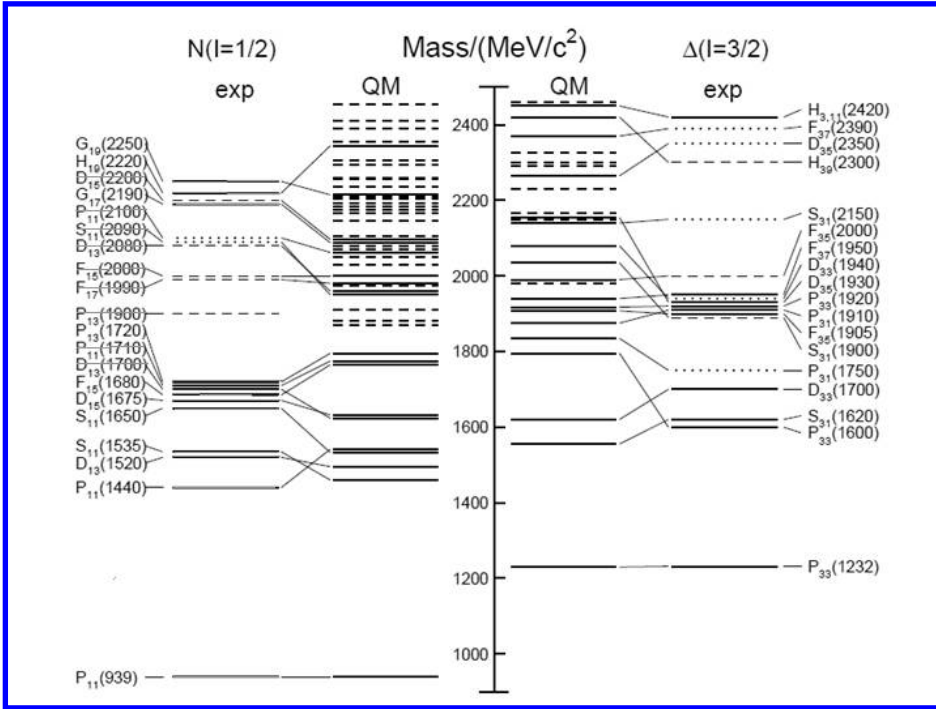 N(I=1/2) Mass/(MeV/c²) Δ(I=3/2)
exp QM QM exp
G₁₉(2250)
H₁₉(2220)
D₁₅(2200)
G₁₇(2190)
P₁₁(2100)
S₁₁(2090)
D₁₃(2080)
F₁₅(2000)
F₁₇(1990)
P₁₃(1900)
P₁₃(1720)
P₁₁(1710)
D₁₃(1700)
F₁₅(1680)
D₁₅(1675)
S₁₁(1650)
S₁₁(1535)
D₁₃(1520)
P₁₁(1440)
P₁₁(939)
2400
2200
2000
1800
1600
1400
1200
1000
H₃,₁₁(2420)
F₃₇(2390)
D₃₅(2350)
H₃₉(2300)
S₃₁(2150)
F₃₅(2000)
F₃₇(1950)
D₃₃(1940)
D₃₅(1930)
P₃₃(1920)
P₃₁(1910)
F₃₅(1905)
S₃₁(1900)
P₃₁(1750)
D₃₃(1700)
S₃₁(1620)
P₃₃(1600)
P₃₃(1232)